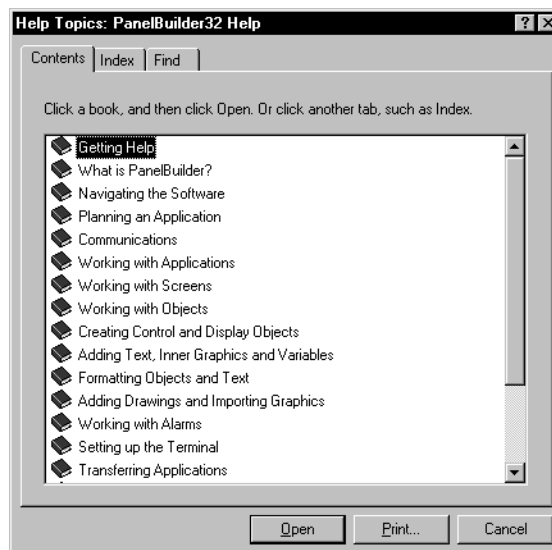 Help Topics: PanelBuilder32 Help
Contents Index Find
Click a book, and then click Open. Or click another tab, such as Index.
Getting Help
What is PanelBuilder?
Navigating the Software
Planning an Application
Communications
Working with Applications
Working with Screens
Working with Objects
Creating Control and Display Objects
Adding Text, Inner Graphics and Variables
Formatting Objects and Text
Adding Drawings and Importing Graphics
Working with Alarms
Setting up the Terminal
Transferring Applications
Open Print... Cancel